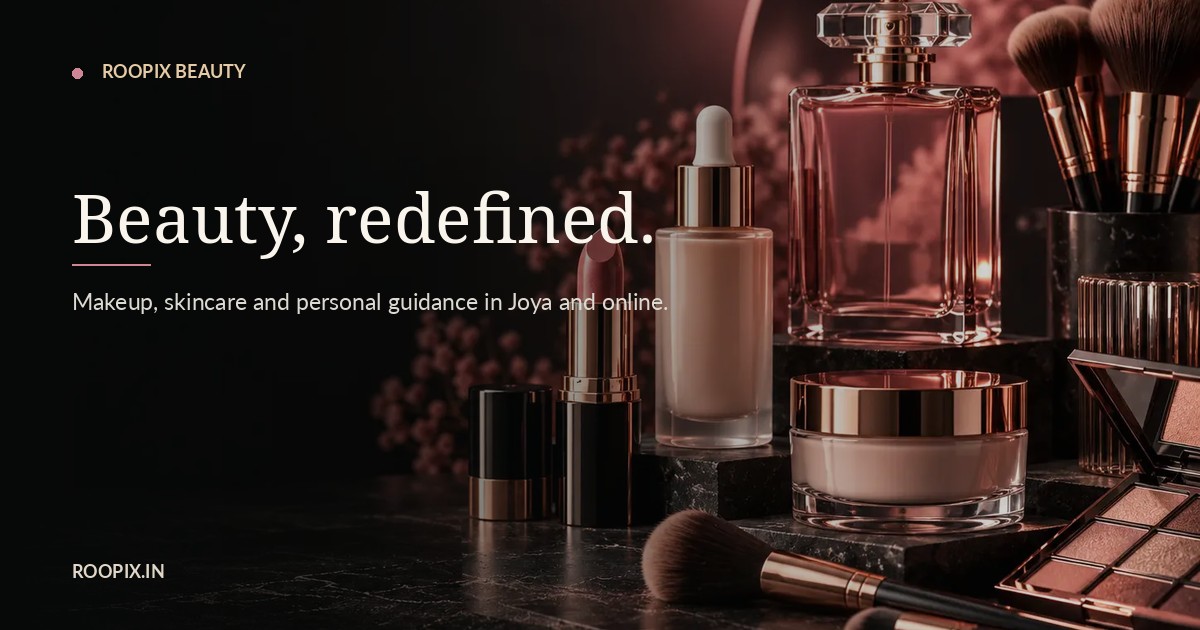 ROOPIX BEAUTY
Beauty, redefined.
Makeup, skincare and personal guidance in Joya and online.
ROOPIX.IN